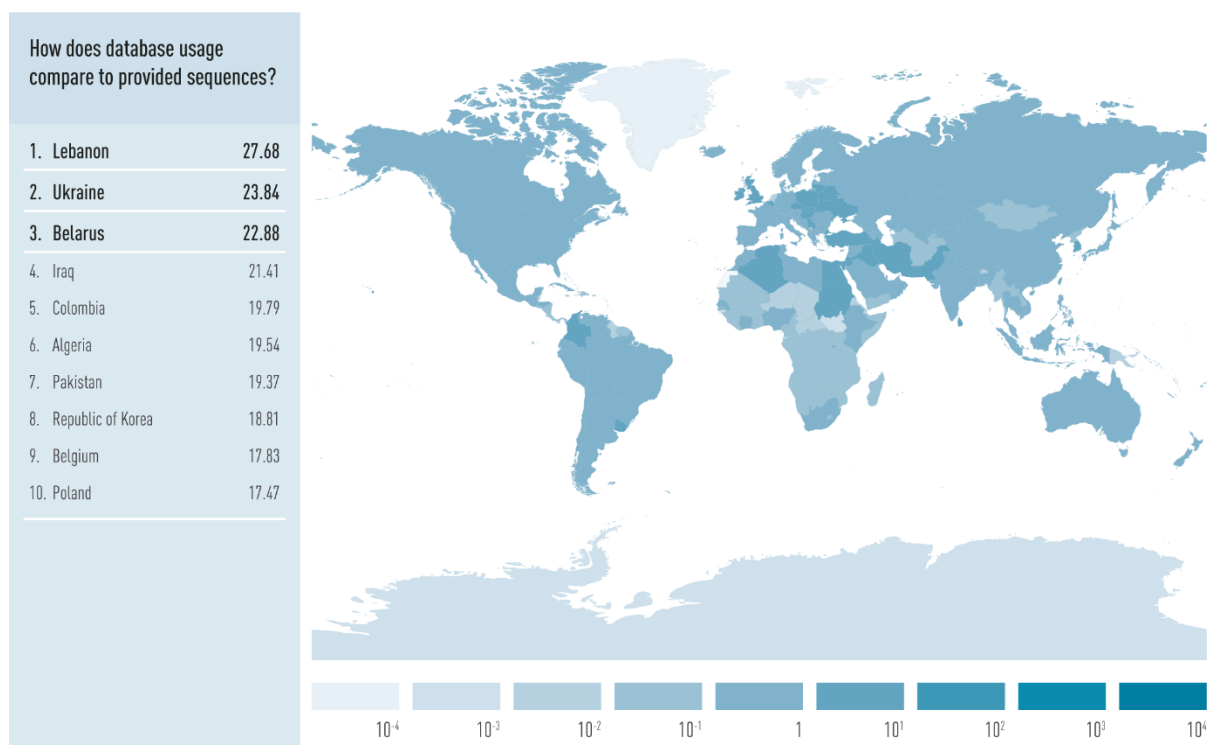 How does database usage
compare to provided sequences?
1. Lebanon 27.68
2. Ukraine 23.84
3. Belarus 22.88
4. Iraq 21.41
5. Colombia 19.79
6. Algeria 19.54
7. Pakistan 19.37
8. Republic of Korea 18.81
9. Belgium 17.83
10. Poland 17.47
10⁻⁴ 10⁻³ 10⁻² 10⁻¹ 1 10¹ 10² 10³ 10⁴